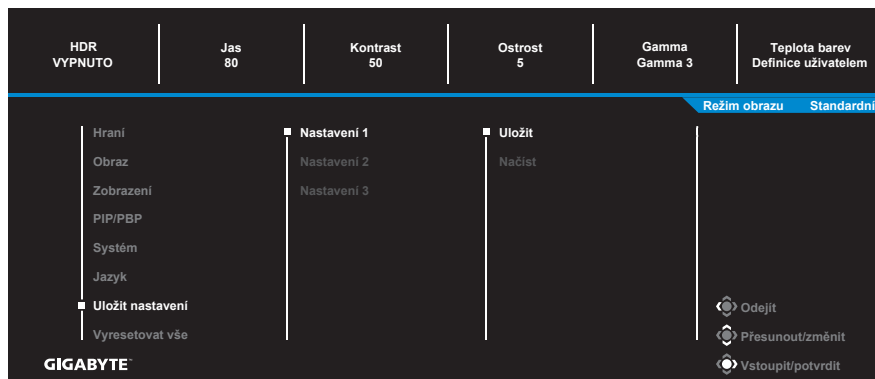 HDR
VYPNUTO
Jas
80
Kontrast
50
Ostrost
5
Gamma
Gamma 3
Teplota barev
Definice uživatelem
Režim obrazu Standardní
Hraní
Obraz
Zobrazení
PIP/PBP
Systém
Jazyk
Uložit nastavení
Vyresetovat vše
Nastavení 1
Nastavení 2
Nastavení 3
Uložit
Načíst
Odejít
Přesunout/změnit
Vstoupit/potvrdit
GIGABYTE™